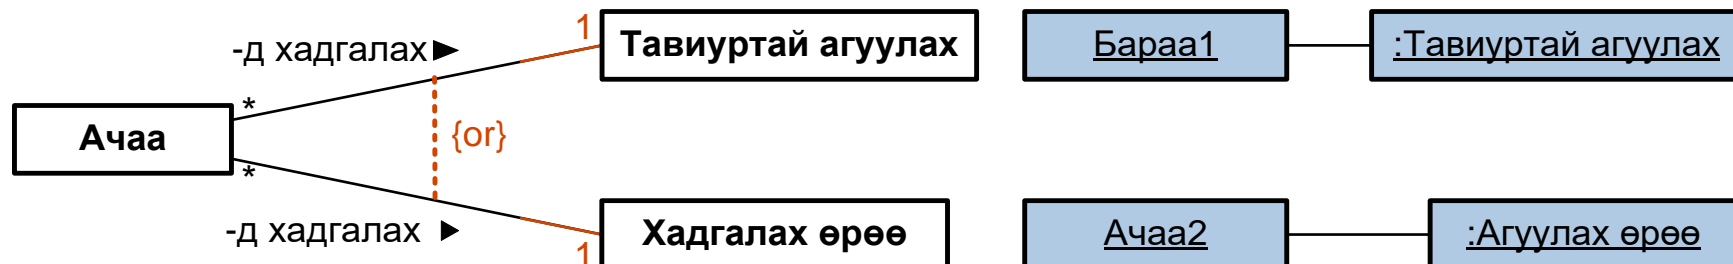 -д хадгалах
1
Тавиуртай агуулах
Бараа1
:Тавиуртай агуулах
*
Ачаа
{or}
*
-д хадгалах
1
Хадгалах өрөө
Ачаа2
:Агуулах өрөө